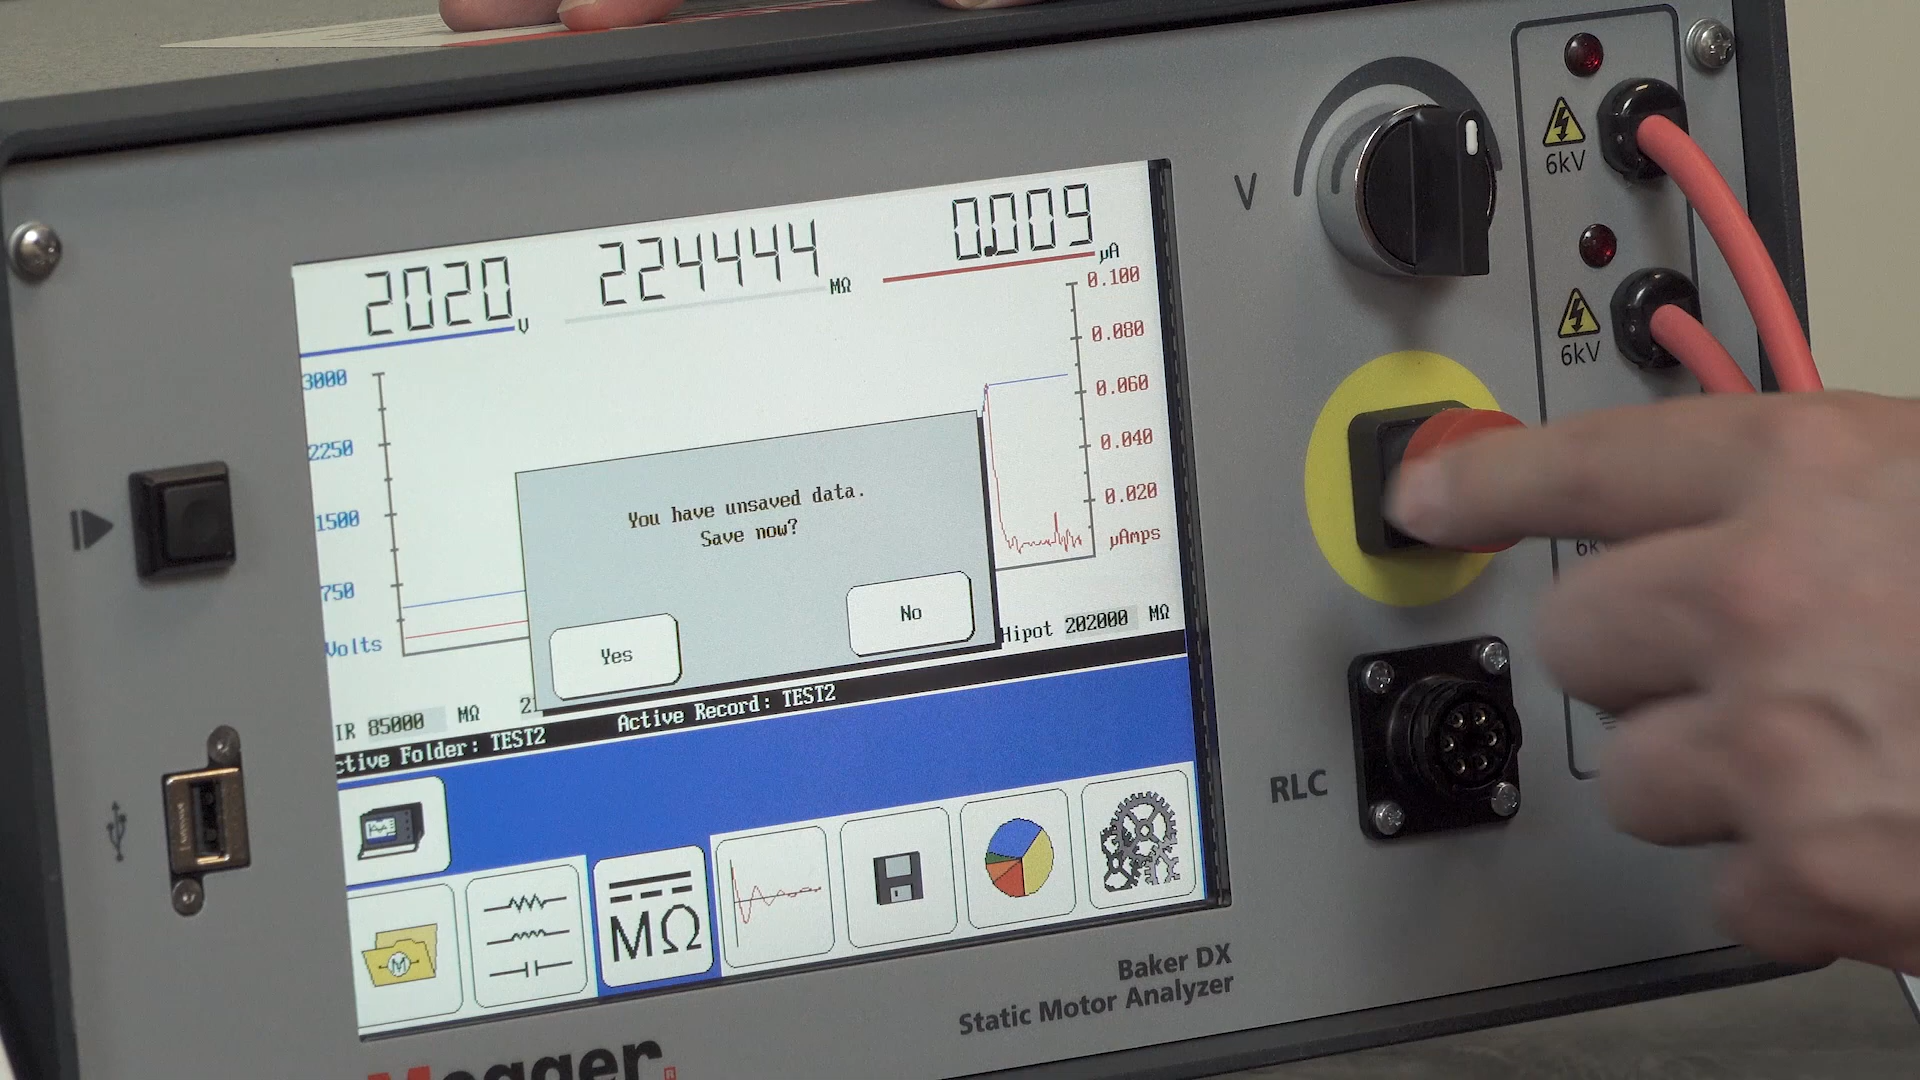 2020 V
224444 MΩ
0.009 µA
3000
2250
1500
750
Volts
0.100
0.080
0.060
0.040
0.020
µAmps
You have unsaved data.
Save now?
Yes
No
IR 85000 MΩ
Hipot 202000 MΩ
ctive Folder: TEST2
Active Record: TEST2
MΩ
V
6kV
6kV
RLC
Baker DX
Static Motor Analyzer
Megger